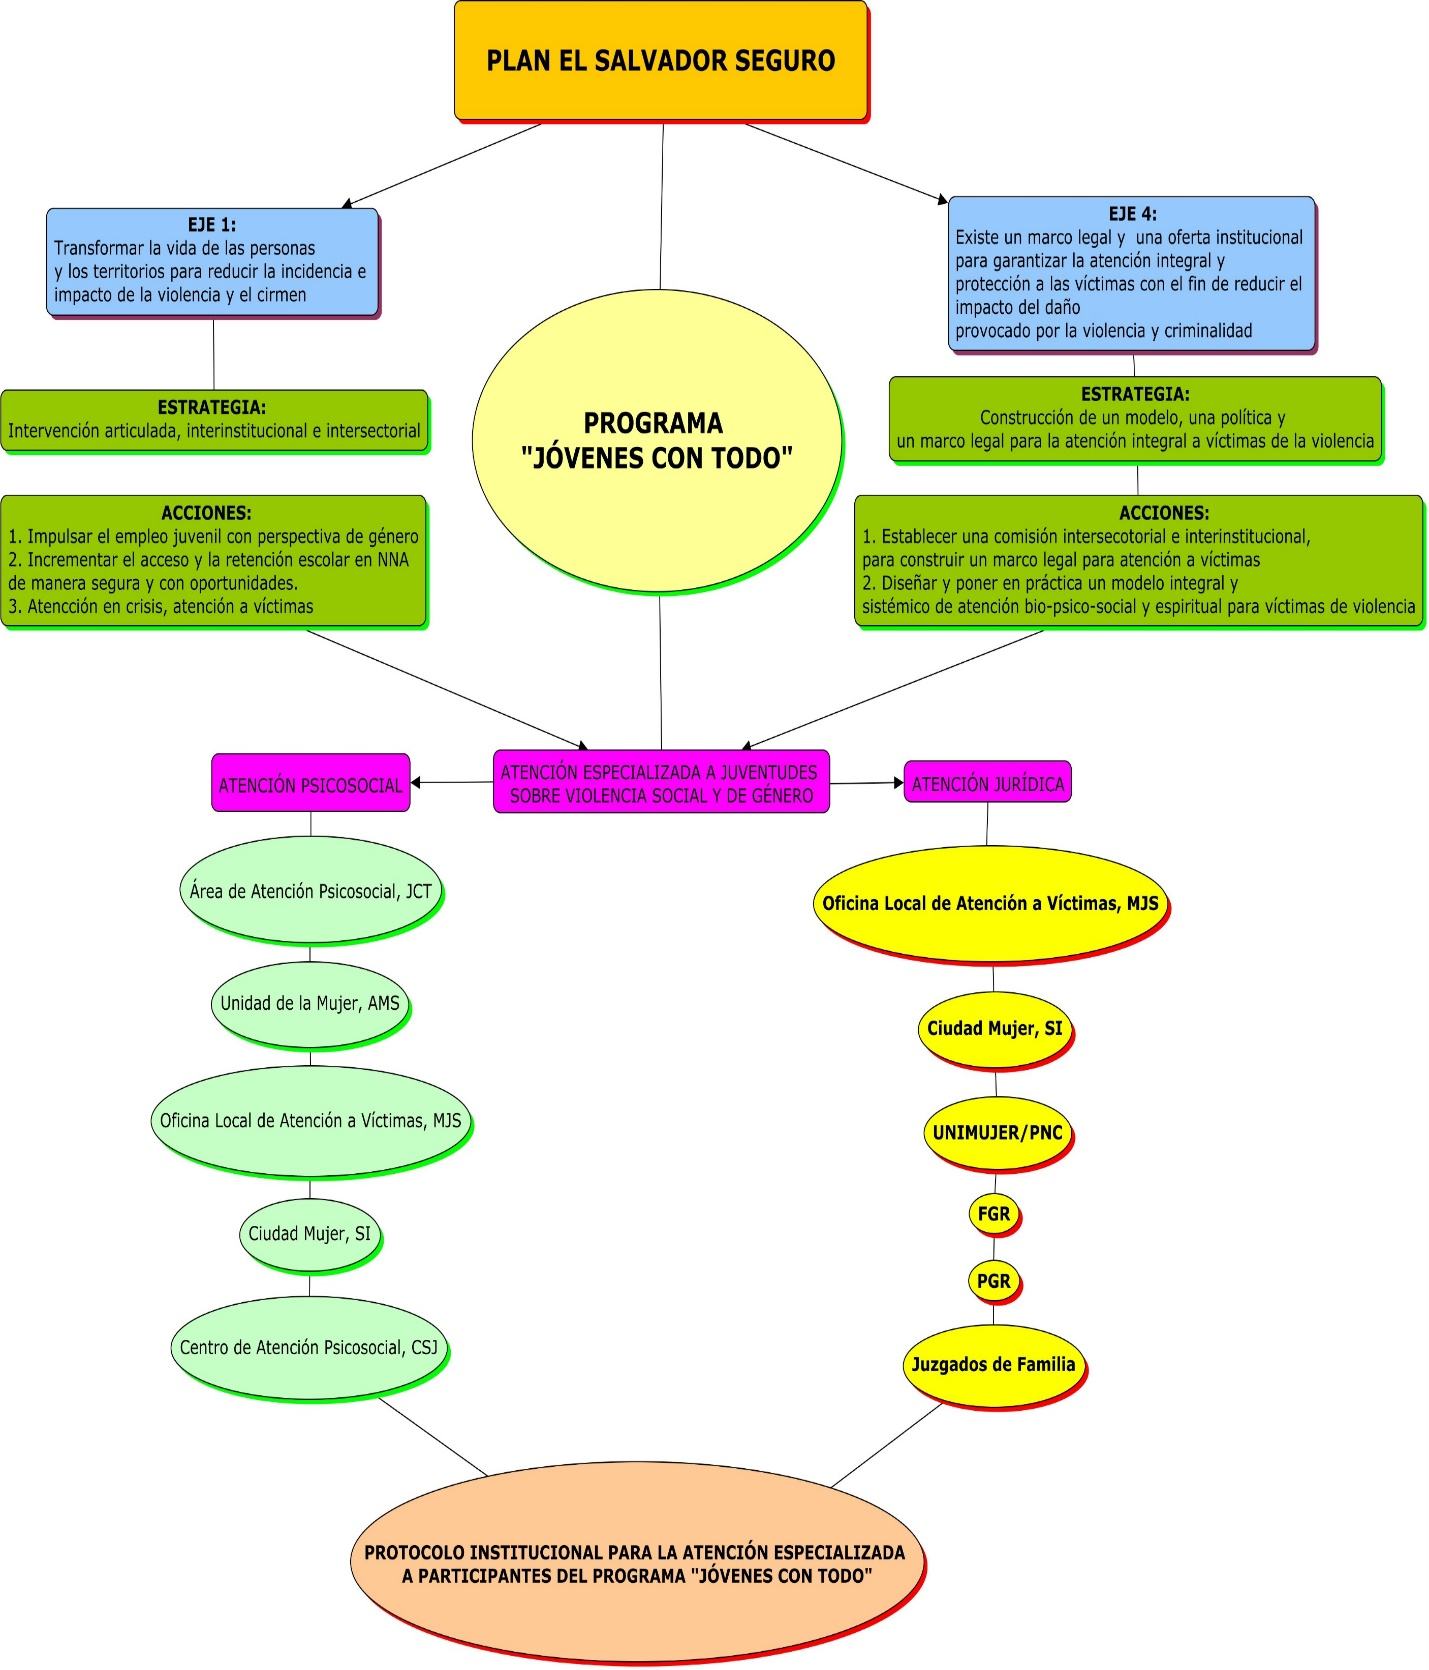 PLAN EL SALVADOR SEGURO
EJE 1:
Transformar la vida de las personas
y los territorios para reducir la incidencia e
impacto de la violencia y el cirmen
ESTRATEGIA:
Intervención articulada, interinstitucional e intersectorial
ACCIONES:
1. Impulsar el empleo juvenil con perspectiva de género
2. Incrementar el acceso y la retención escolar en NNA
de manera segura y con oportunidades.
3. Atencción en crisis, atención a víctimas
PROGRAMA
"JÓVENES CON TODO"
EJE 4:
Existe un marco legal y una oferta institucional
para garantizar la atención integral y
protección a las víctimas con el fin de reducir el
impacto del daño
provocado por la violencia y criminalidad
ESTRATEGIA:
Construcción de un modelo, una política y
un marco legal para la atención integral a víctimas de la violencia
ACCIONES:
1. Establecer una comisión intersecotorial e interinstitucional,
para construir un marco legal para atención a víctimas
2. Diseñar y poner en práctica un modelo integral y
sistémico de atención bio-psico-social y espiritual para víctimas de violencia
ATENCIÓN PSICOSOCIAL
ATENCIÓN ESPECIALIZADA A JUVENTUDES
SOBRE VIOLENCIA SOCIAL Y DE GÉNERO
ATENCIÓN JURÍDICA
Área de Atención Psicosocial, JCT
Unidad de la Mujer, AMS
Oficina Local de Atención a Víctimas, MJS
Ciudad Mujer, SI
Centro de Atención Psicosocial, CSJ
Oficina Local de Atención a Víctimas, MJS
Ciudad Mujer, SI
UNIMUJER/PNC
FGR
PGR
Juzgados de Familia
PROTOCOLO INSTITUCIONAL PARA LA ATENCIÓN ESPECIALIZADA
A PARTICIPANTES DEL PROGRAMA "JÓVENES CON TODO"